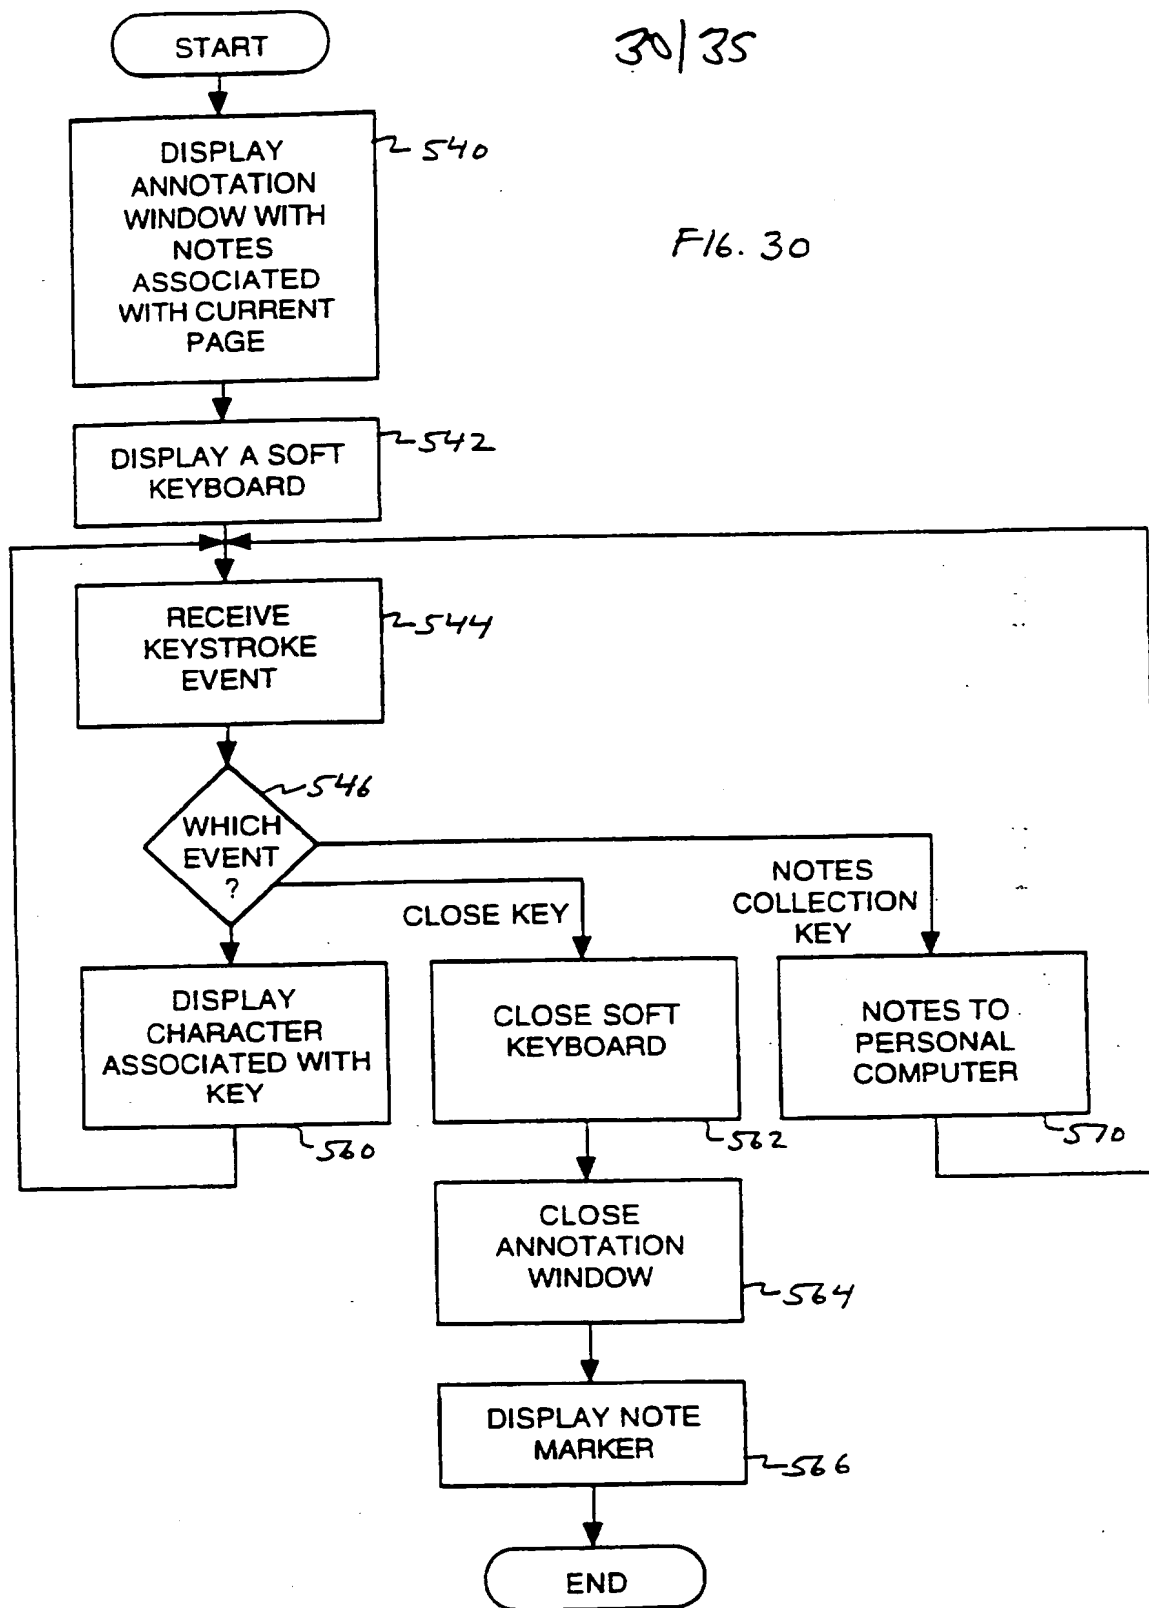 START
30/35
DISPLAY
ANNOTATION
WINDOW WITH
NOTES
ASSOCIATED
WITH CURRENT
PAGE
540
FIG. 30
DISPLAY A SOFT
KEYBOARD
542
RECEIVE
KEYSTROKE
EVENT
544
WHICH
EVENT
?
546
CLOSE KEY
NOTES
COLLECTION
KEY
DISPLAY
CHARACTER
ASSOCIATED WITH
KEY
560
CLOSE SOFT
KEYBOARD
562
NOTES TO
PERSONAL
COMPUTER
570
CLOSE
ANNOTATION
WINDOW
564
DISPLAY NOTE
MARKER
566
END